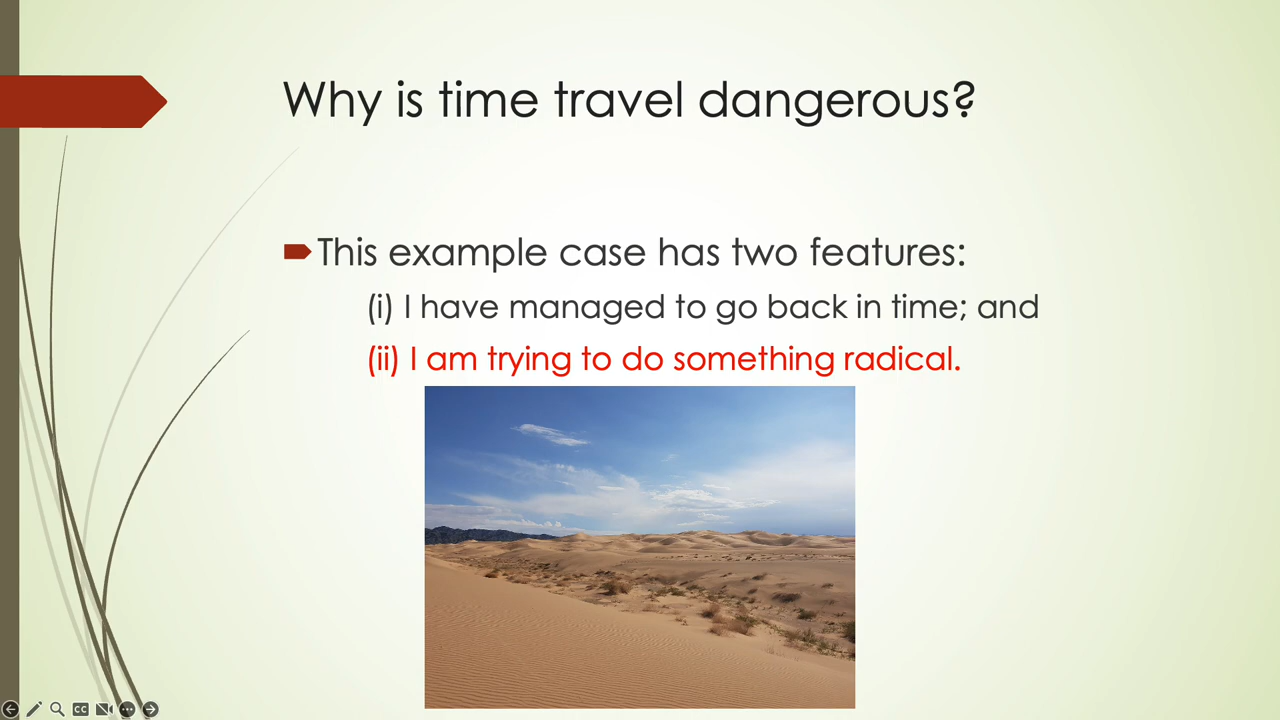 Why is time travel dangerous?
This example case has two features:
(i) I have managed to go back in time; and
(ii) I am trying to do something radical.
CC